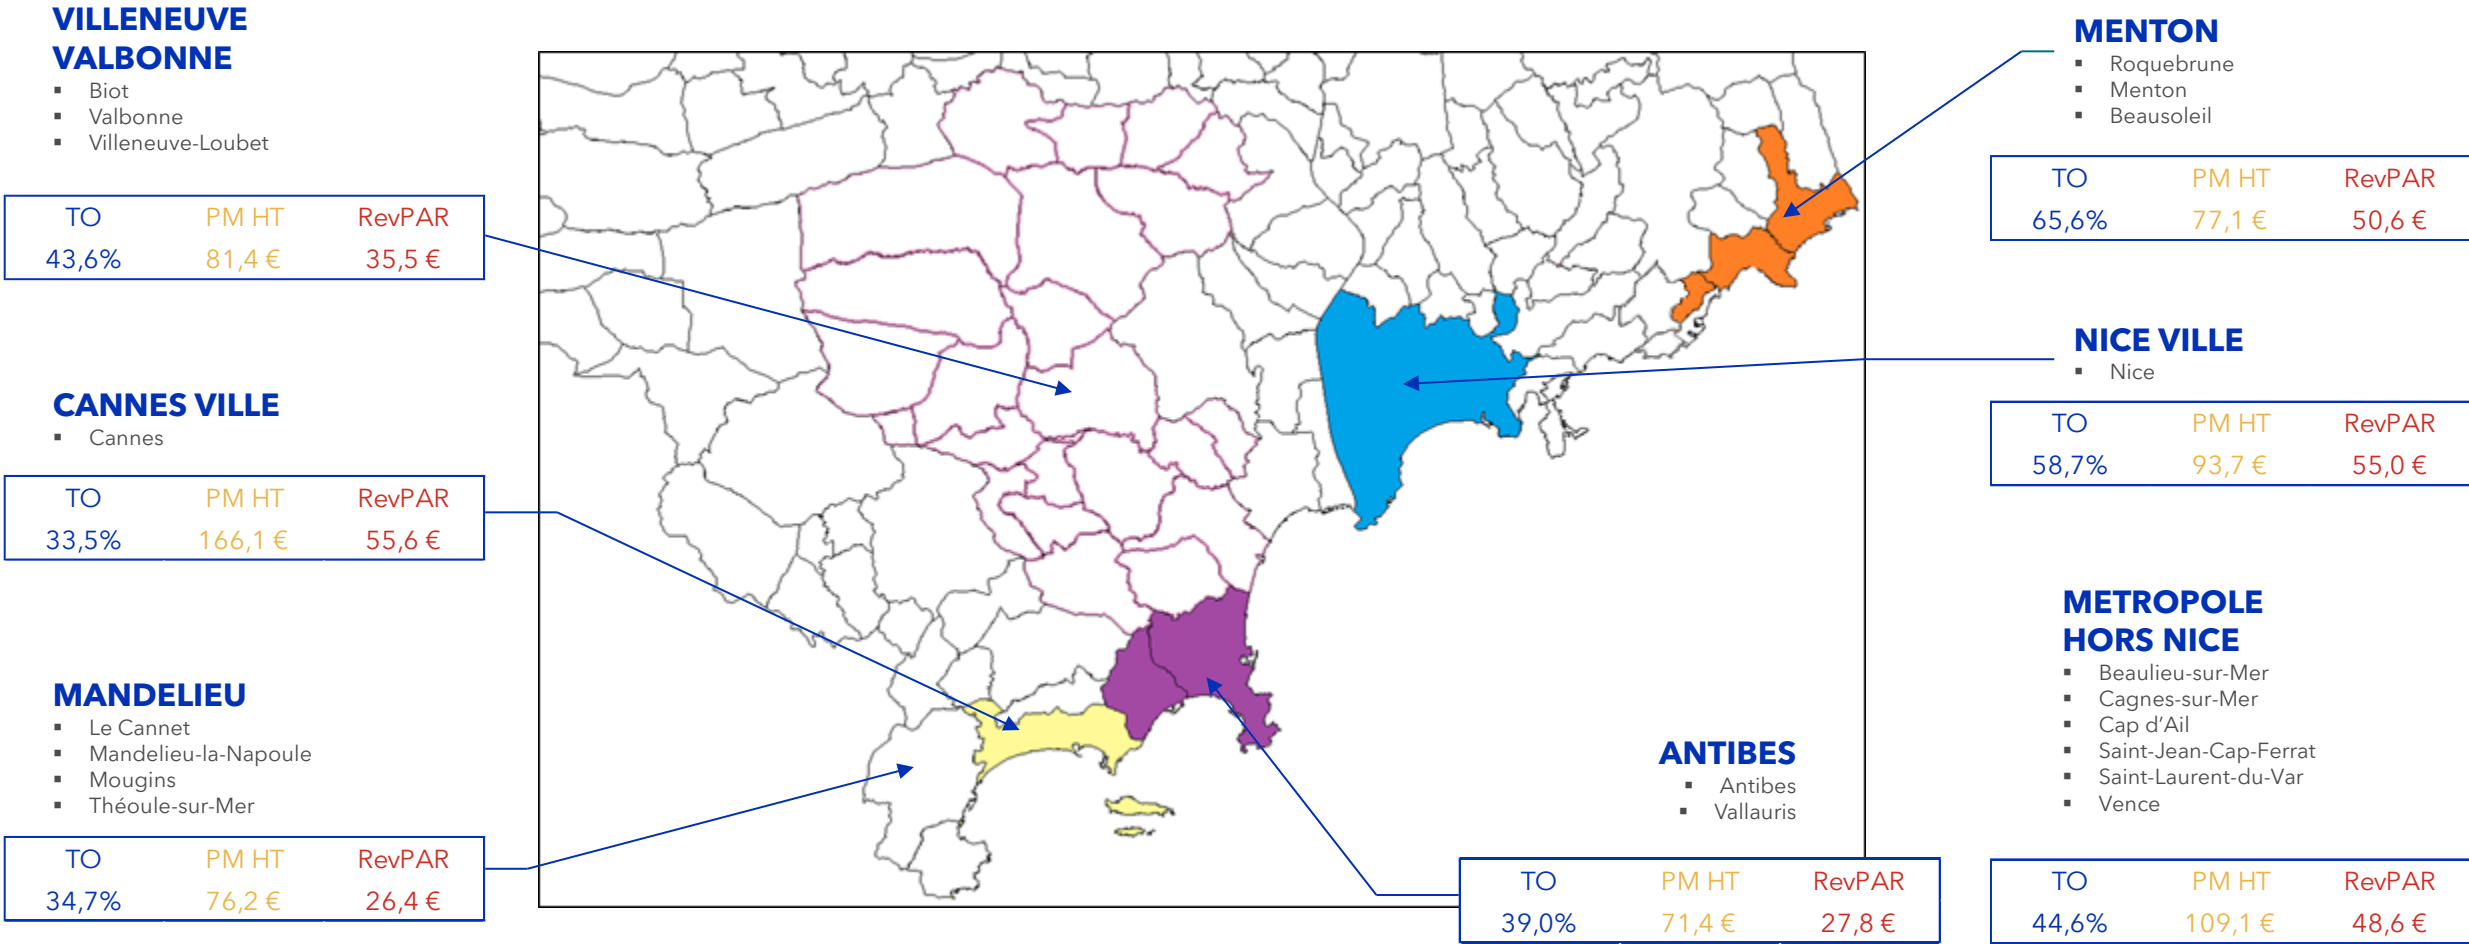 VILLENEUVE
VALBONNE
▪ Biot
▪ Valbonne
▪ Villeneuve-Loubet
TO PM HT RevPAR
43,6% 81,4 € 35,5 €
CANNES VILLE
▪ Cannes
TO PM HT RevPAR
33,5% 166,1 € 55,6 €
MANDELIEU
▪ Le Cannet
▪ Mandelieu-la-Napoule
▪ Mougins
▪ Théoule-sur-Mer
TO PM HT RevPAR
34,7% 76,2 € 26,4 €
ANTIBES
▪ Antibes
▪ Vallauris
TO PM HT RevPAR
39,0% 71,4 € 27,8 €
MENTON
▪ Roquebrune
▪ Menton
▪ Beausoleil
TO PM HT RevPAR
65,6% 77,1 € 50,6 €
NICE VILLE
▪ Nice
TO PM HT RevPAR
58,7% 93,7 € 55,0 €
METROPOLE
HORS NICE
▪ Beaulieu-sur-Mer
▪ Cagnes-sur-Mer
▪ Cap d'Ail
▪ Saint-Jean-Cap-Ferrat
▪ Saint-Laurent-du-Var
▪ Vence
TO PM HT RevPAR
44,6% 109,1 € 48,6 €